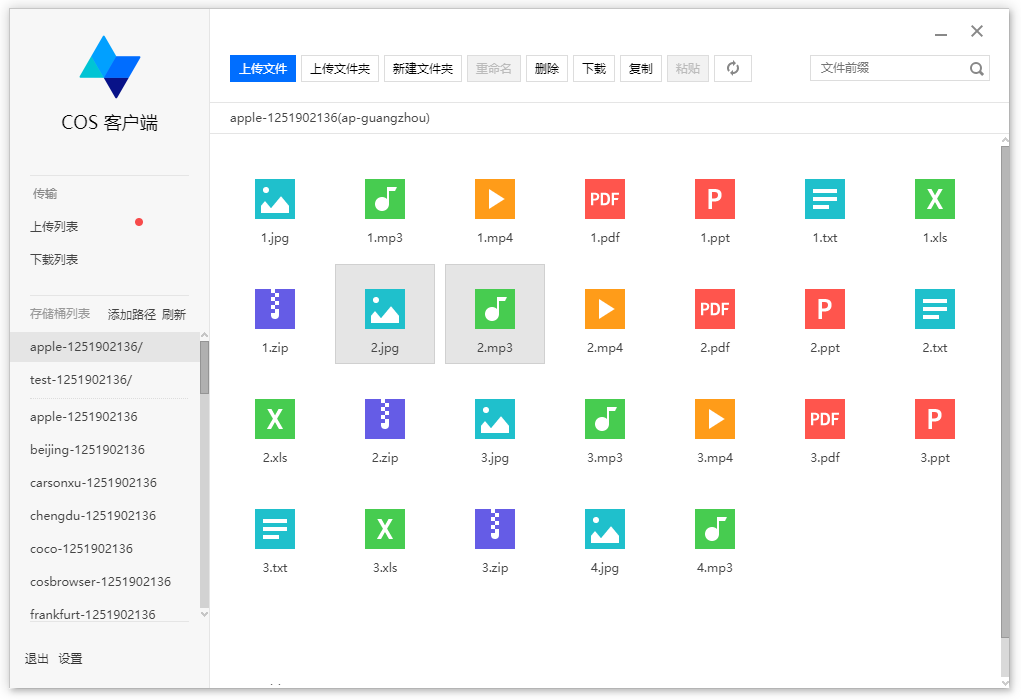 COS 客户端
传输
上传列表
下载列表
存储桶列表 添加路径 刷新
apple-1251902136/
test-1251902136/
apple-1251902136
beijing-1251902136
carsonxu-1251902136
chengdu-1251902136
coco-1251902136
cosbrowser-1251902136
frankfurt-1251902136
退出 设置
上传文件 上传文件夹 新建文件夹 重命名 删除 下载 复制 粘贴 文件前缀
apple-1251902136(ap-guangzhou)
PDF P X
1.jpg 1.mp3 1.mp4 1.pdf 1.ppt 1.txt 1.xls
PDF P
1.zip 2.jpg 2.mp3 2.mp4 2.pdf 2.ppt 2.txt
X PDF P
2.xls 2.zip 3.jpg 3.mp3 3.mp4 3.pdf 3.ppt
X
3.txt 3.xls 3.zip 4.jpg 4.mp3